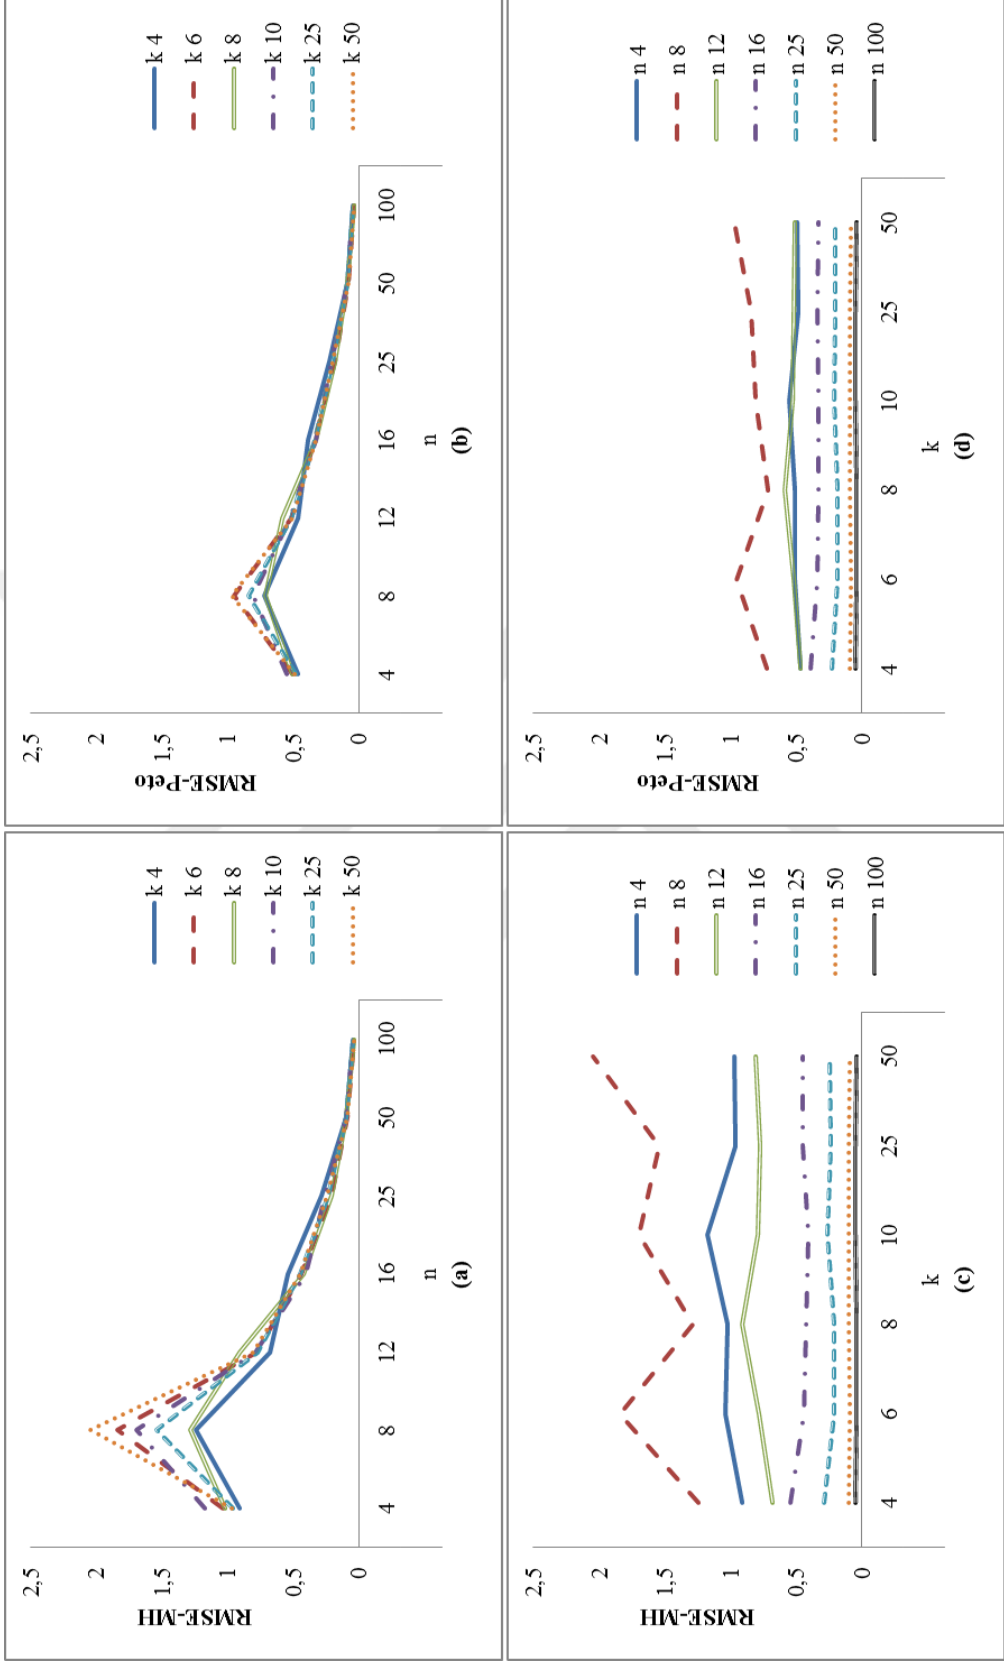 2,5
2
1,5
1
0,5
0
RMSE-MH
4
8
12
16
25
50
100
n
(a)
k 4
k 6
k 8
k 10
k 25
k 50
2,5
2
1,5
1
0,5
0
RMSE-Peto
4
8
12
16
25
50
100
n
(b)
k 4
k 6
k 8
k 10
k 25
k 50
2,5
2
1,5
1
0,5
0
RMSE-MH
4
6
8
10
25
50
k
(c)
n 4
n 8
n 12
n 16
n 25
n 50
n 100
2,5
2
1,5
1
0,5
0
RMSE-Peto
4
6
8
10
25
50
k
(d)
n 4
n 8
n 12
n 16
n 25
n 50
n 100